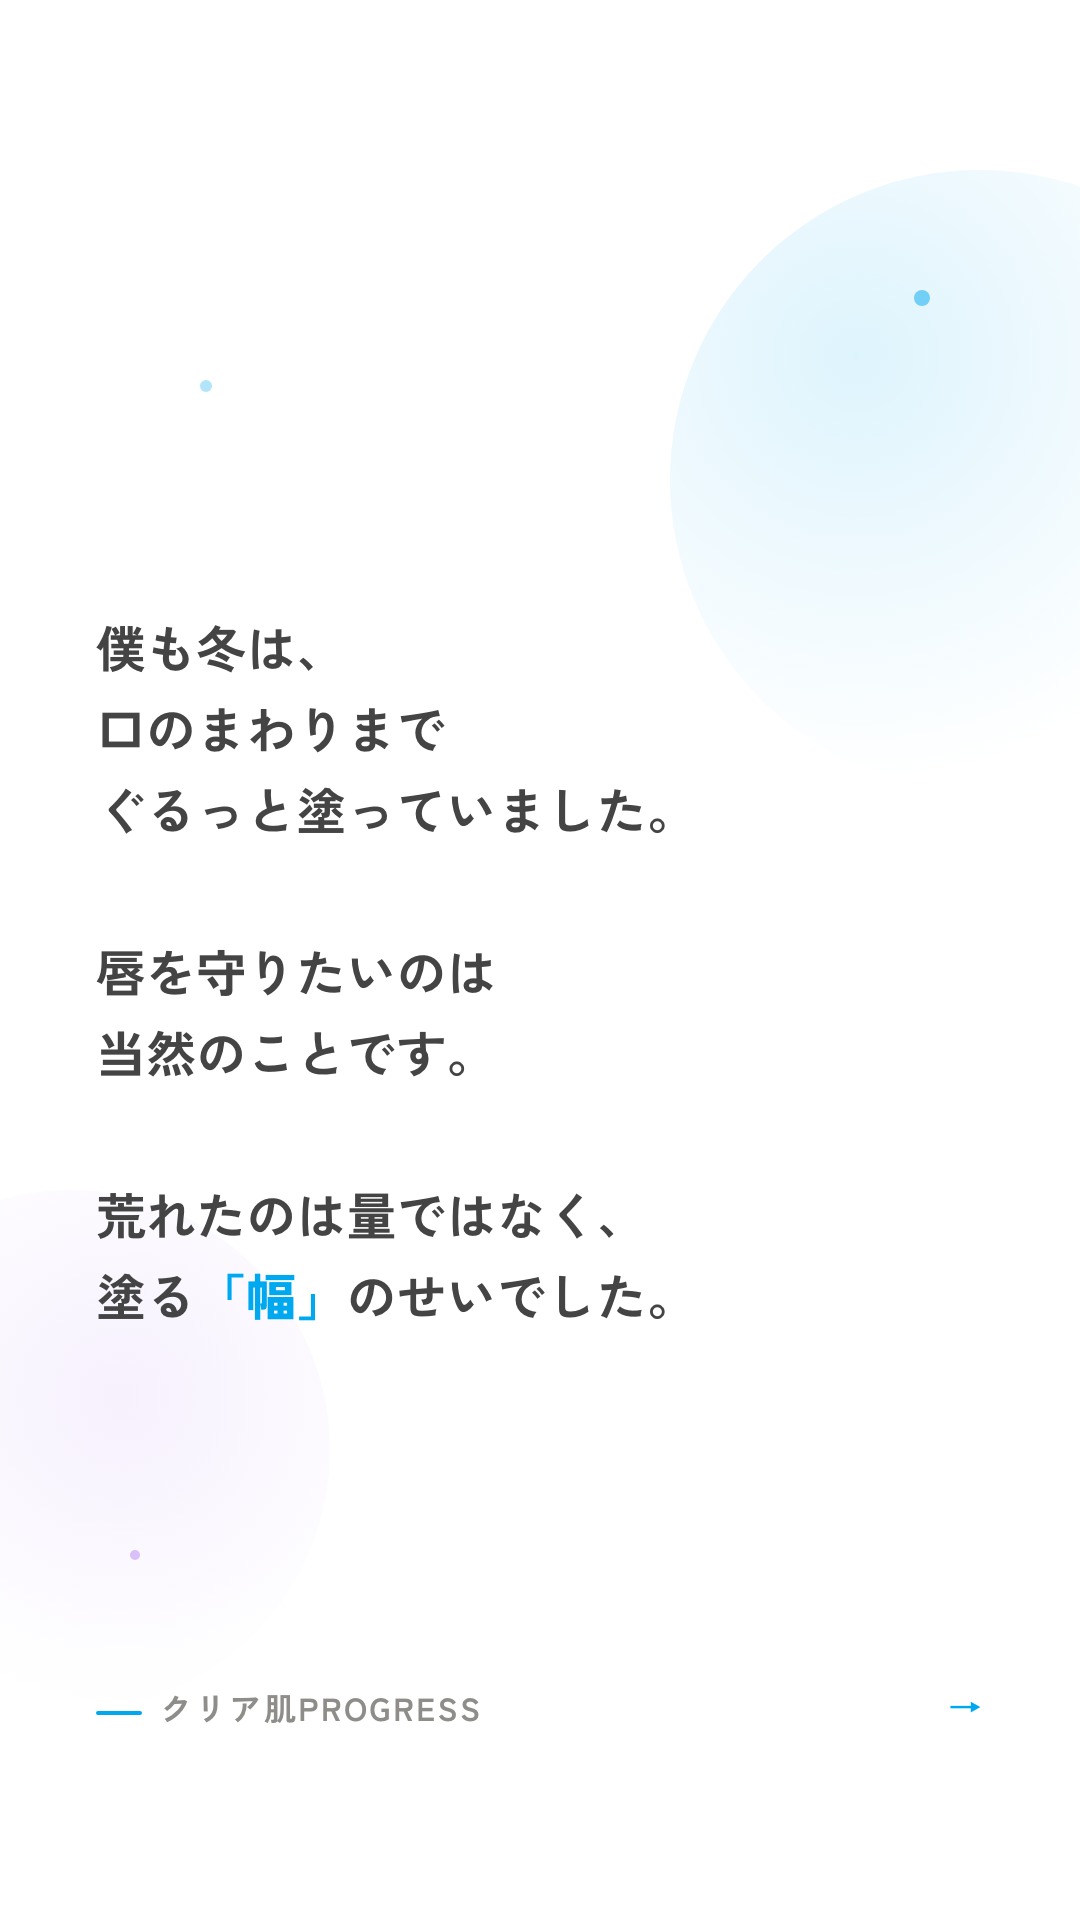 僕も冬は、
口のまわりまで
ぐるっと塗っていました。
唇を守りたいのは
当然のことです。
荒れたのは量ではなく、
塗る「幅」のせいでした。
クリア肌PROGRESS →